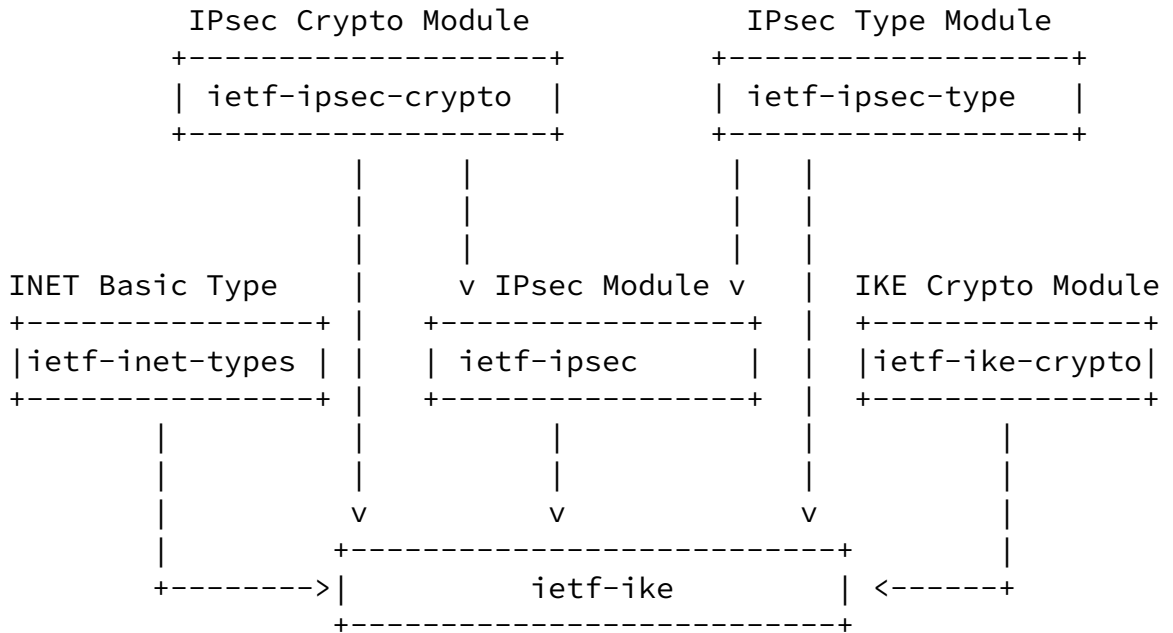 IPsec Crypto Module IPsec Type Module
ietf-ipsec-crypto ietf-ipsec-type
INET Basic Type v IPsec Module v IKE Crypto Module
ietf-inet-types ietf-ipsec ietf-ike-crypto
v v v
ietf-ike